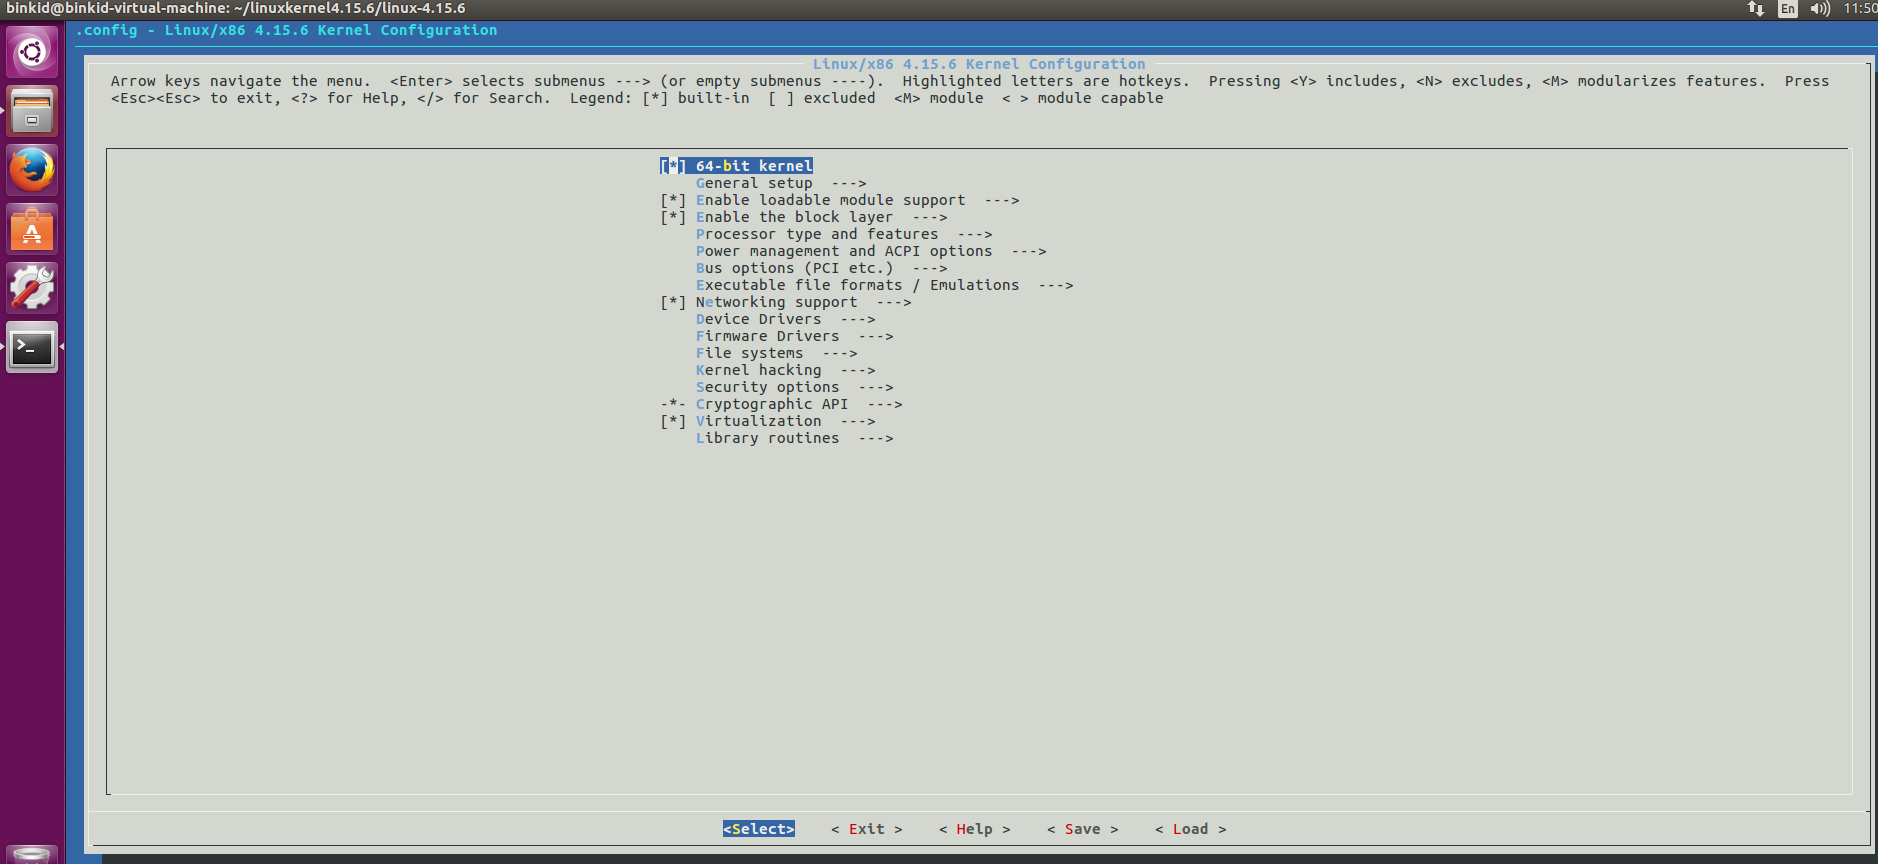 binkid@binkid-virtual-machine: ~/linuxkernel4.15.6/linux-4.15.6 En 11:50
.config - Linux/x86 4.15.6 Kernel Configuration
Linux/x86 4.15.6 Kernel Configuration
Arrow keys navigate the menu.  <Enter> selects submenus ---> (or empty submenus ----).  Highlighted letters are hotkeys.  Pressing <Y> includes, <N> excludes, <M> modularizes features.  Press
<Esc><Esc> to exit, <?> for Help, </> for Search.  Legend: [*] built-in  [ ] excluded  <M> module  < > module capable
[*] 64-bit kernel
General setup  --->
[*] Enable loadable module support  --->
[*] Enable the block layer  --->
Processor type and features  --->
Power management and ACPI options  --->
Bus options (PCI etc.)  --->
Executable file formats / Emulations  --->
[*] Networking support  --->
Device Drivers  --->
Firmware Drivers  --->
File systems  --->
Kernel hacking  --->
Security options  --->
-*- Cryptographic API  --->
[*] Virtualization  --->
Library routines  --->
<Select>    < Exit >    < Help >    < Save >    < Load >